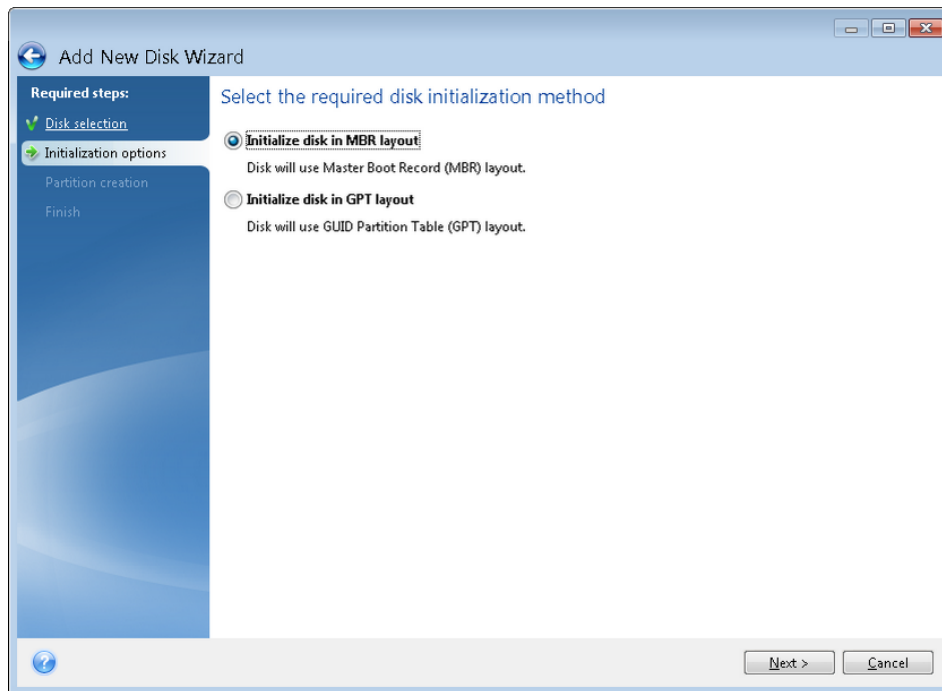 Add New Disk Wizard
Required steps:
Disk selection
Initialization options
Partition creation
Finish
Select the required disk initialization method
Initialize disk in MBR layout
Disk will use Master Boot Record (MBR) layout.
Initialize disk in GPT layout
Disk will use GUID Partition Table (GPT) layout.
Next >
Cancel